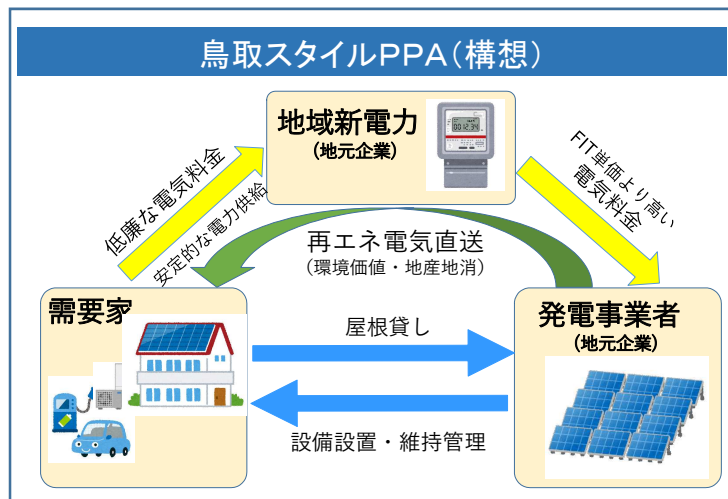 鳥取スタイルPPA(構想)
地域新電力
(地元企業)
低廉な電気料金
安定的な電力供給
FIT単価より高い
電気料金
再エネ電気直送
(環境価値・地産地消)
需要家
屋根貸し
設備設置・維持管理
発電事業者
(地元企業)